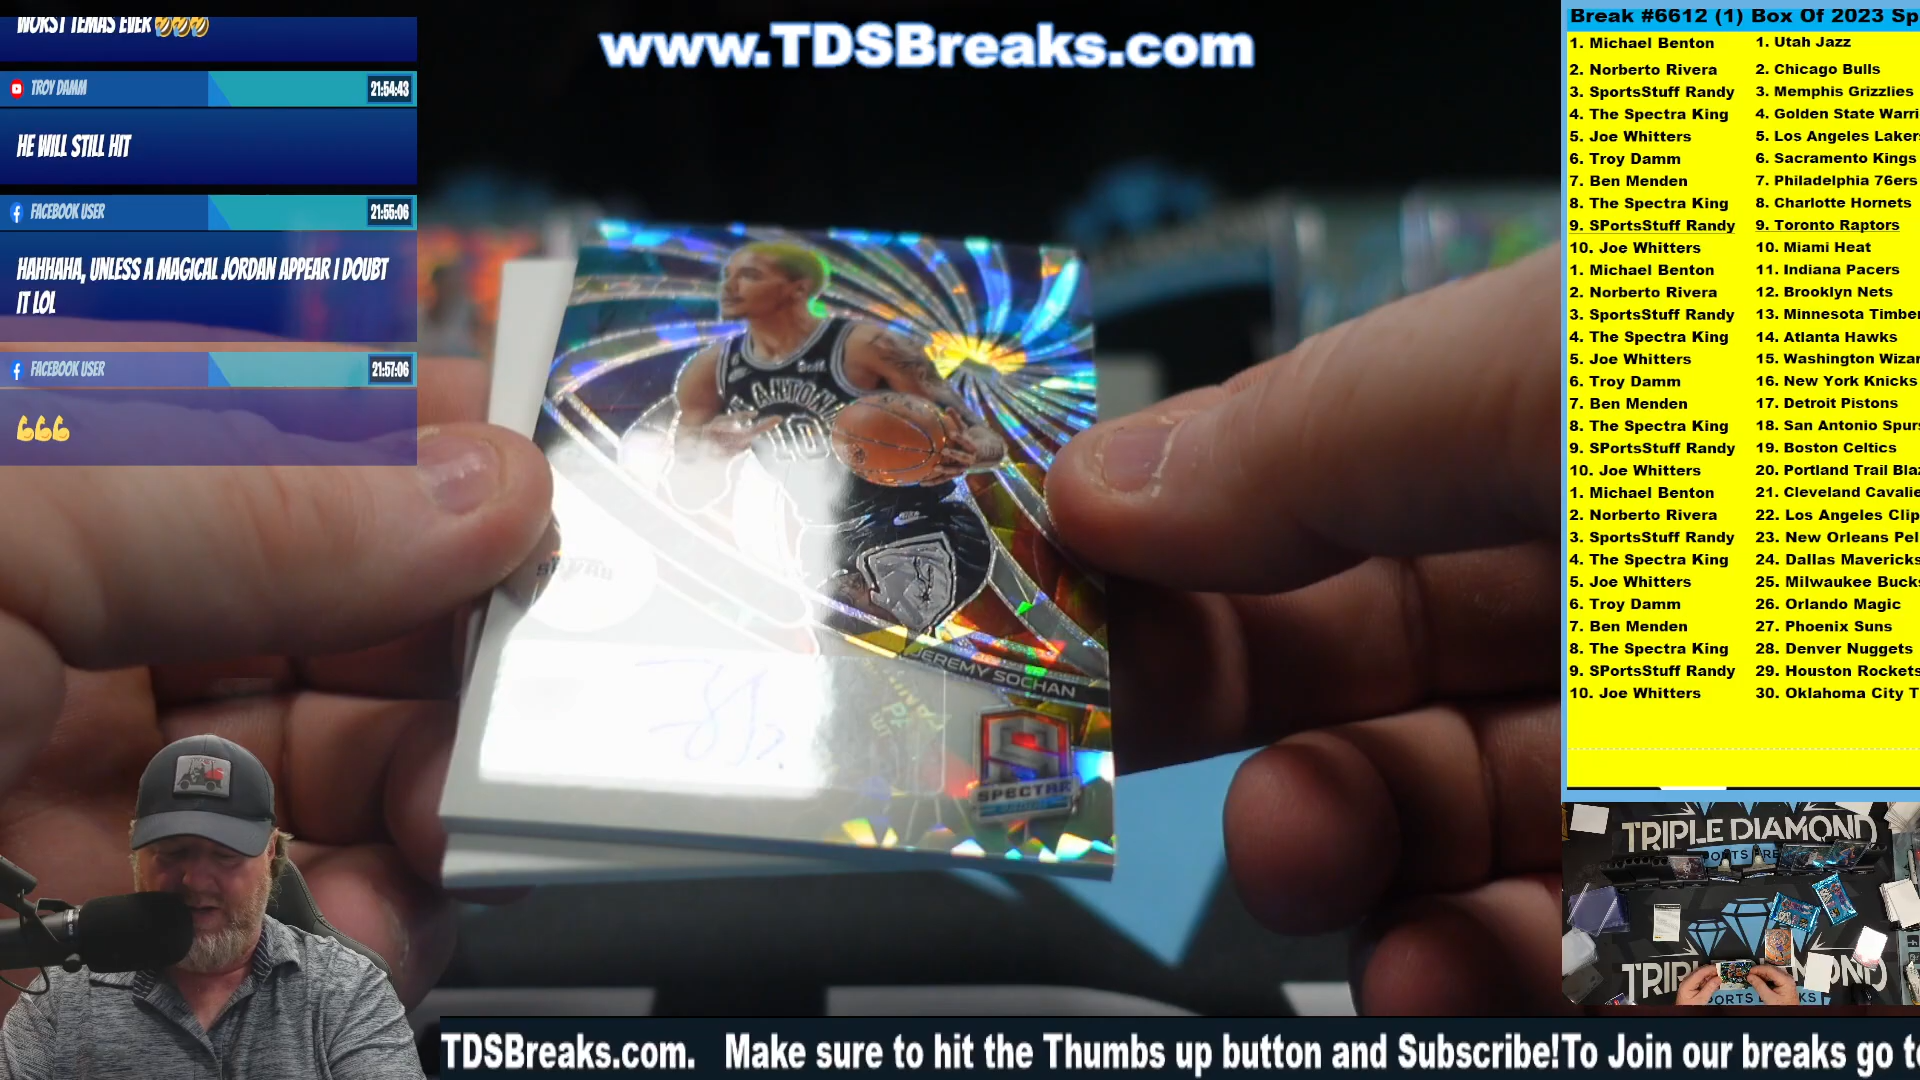 WORST TEMAS EVER 🤣🤣🤣
TROY DAMM
21:54:43
HE WILL STILL HIT
FACEBOOK USER
21:55:06
HAHHAHA, UNLESS A MAGICAL JORDAN APPEAR I DOUBT
IT LOL
FACEBOOK USER
21:57:06
💪💪💪
www.TDSBreaks.com
ANTON
10
JEREMY SOCHAN
SPECTRA
Break #6612 (1) Box Of 2023 Sp
1. Michael Benton 1. Utah Jazz
2. Norberto Rivera 2. Chicago Bulls
3. SportsStuff Randy 3. Memphis Grizzlies
4. The Spectra King 4. Golden State Warri
5. Joe Whitters 5. Los Angeles Lakers
6. Troy Damm 6. Sacramento Kings
7. Ben Menden 7. Philadelphia 76ers
8. The Spectra King 8. Charlotte Hornets
9. SPortsStuff Randy 9. Toronto Raptors
10. Joe Whitters 10. Miami Heat
1. Michael Benton 11. Indiana Pacers
2. Norberto Rivera 12. Brooklyn Nets
3. SportsStuff Randy 13. Minnesota Timber
4. The Spectra King 14. Atlanta Hawks
5. Joe Whitters 15. Washington Wizar
6. Troy Damm 16. New York Knicks
7. Ben Menden 17. Detroit Pistons
8. The Spectra King 18. San Antonio Spurs
9. SPortsStuff Randy 19. Boston Celtics
10. Joe Whitters 20. Portland Trail Blaz
1. Michael Benton 21. Cleveland Cavalie
2. Norberto Rivera 22. Los Angeles Clip
3. SportsStuff Randy 23. New Orleans Pel
4. The Spectra King 24. Dallas Mavericks
5. Joe Whitters 25. Milwaukee Bucks
6. Troy Damm 26. Orlando Magic
7. Ben Menden 27. Phoenix Suns
8. The Spectra King 28. Denver Nuggets
9. SPortsStuff Randy 29. Houston Rockets
10. Joe Whitters 30. Oklahoma City T
TRIPLE DIAMOND
TDSBreaks.com. Make sure to hit the Thumbs up button and Subscribe!To Join our breaks go to